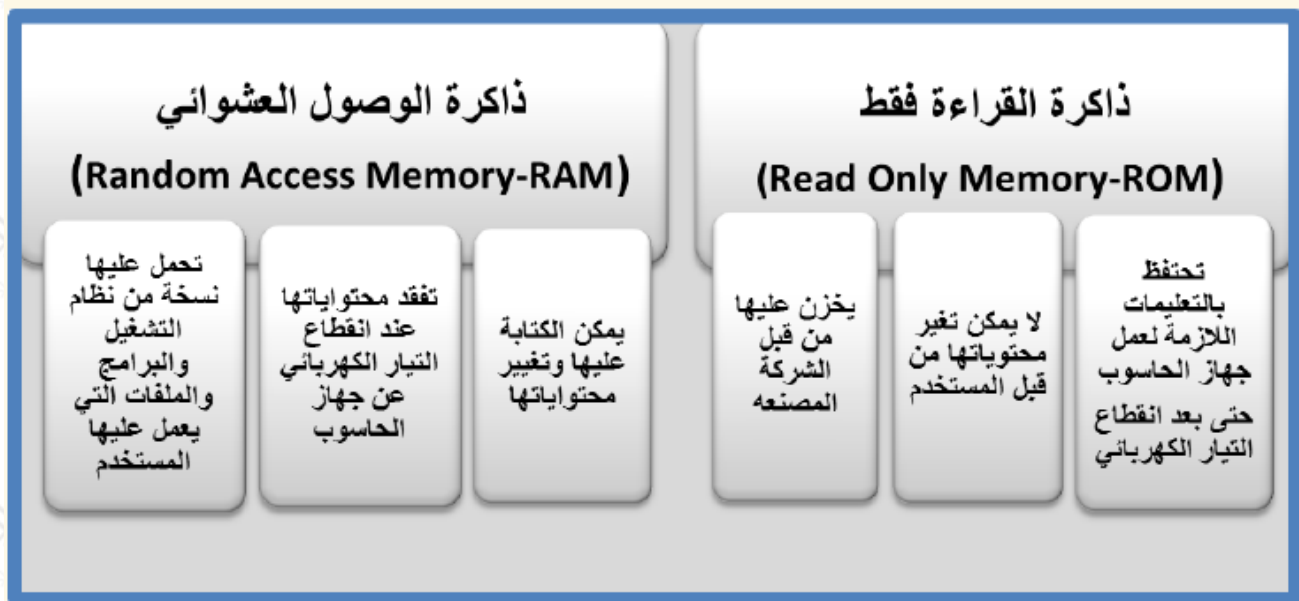 ذاكرة القراءة فقط
(Read Only Memory-ROM)
تحتفظ
بالتعليمات
اللازمة لعمل
جهاز الحاسوب
حتى بعد انقطاع
التيار الكهربائي
لا يمكن تغير
محتوياتها من
قبل المستخدم
يخزن عليها
من قبل
الشركة
المصنعه
ذاكرة الوصول العشوائي
(Random Access Memory-RAM)
يمكن الكتابة
عليها وتغيير
محتواياتها
تفقد محتواياتها
عند انقطاع
التيار الكهربائي
عن جهاز
الحاسوب
تحمل عليها
نسخة من نظام
التشغيل
والبرامج
والملفات التي
يعمل عليها
المستخدم